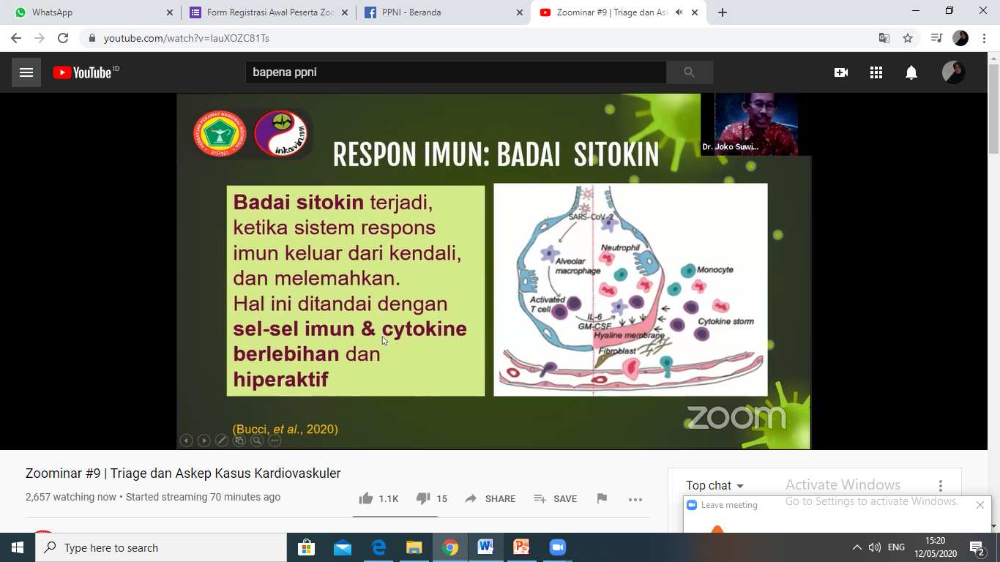 WhatsApp
Form Registrasi Awal Peserta Zoo
PPNI - Beranda
Zoominar #9 | Triage dan As
youtube.com/watch?v=IauXOZC81Ts
YouTube ID
bapena ppni
PERSATUAN PERAWAT NASIONAL INDONESIA
PPNI
inkavin.1991
RESPON IMUN: BADAI SITOKIN
Dr. Joko Suwi...
Badai sitokin terjadi,
ketika sistem respons
imun keluar dari kendali,
dan melemahkan.
Hal ini ditandai dengan
sel-sel imun & cytokine
berlebihan dan
hiperaktif
SARS-CoV-2
Neutrophil
Alveolar
macrophage
Monocyte
Activated
T cell
IL-6
GM-CSF
Cytokine storm
Hyaline membrane
Fibroblast
(Bucci, et al., 2020)
zoom
Zoominar #9 | Triage dan Askep Kasus Kardiovaskuler
2,657 watching now • Started streaming 70 minutes ago
1.1K
15
SHARE
SAVE
Top chat
Activate Windows
Go to Settings to activate Windows.
Leave meeting
Type here to search
ENG
15:20
12/05/2020
2